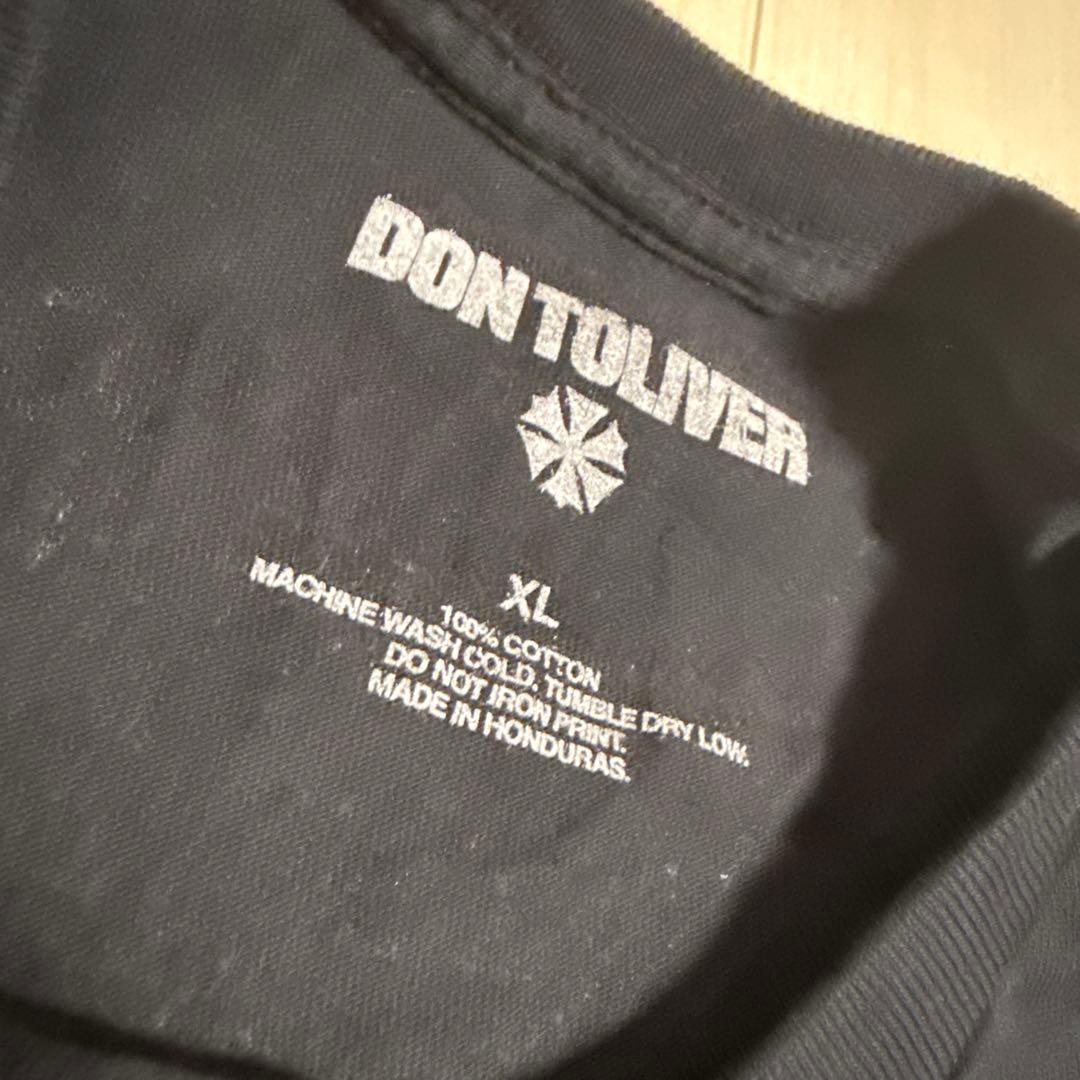 DON TOLIVER
XL
100% COTTON
MACHINE WASH COLD. TUMBLE DRY LOW.
DO NOT IRON PRINT.
MADE IN HONDURAS.